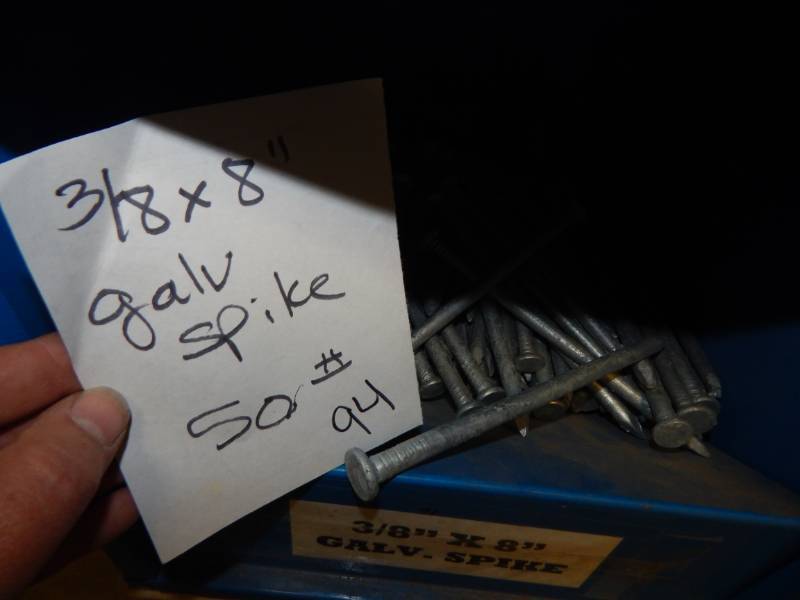 3/8 x 8"
galv
spike
50 #
94
3/8" X 8"
GALV. SPIKE